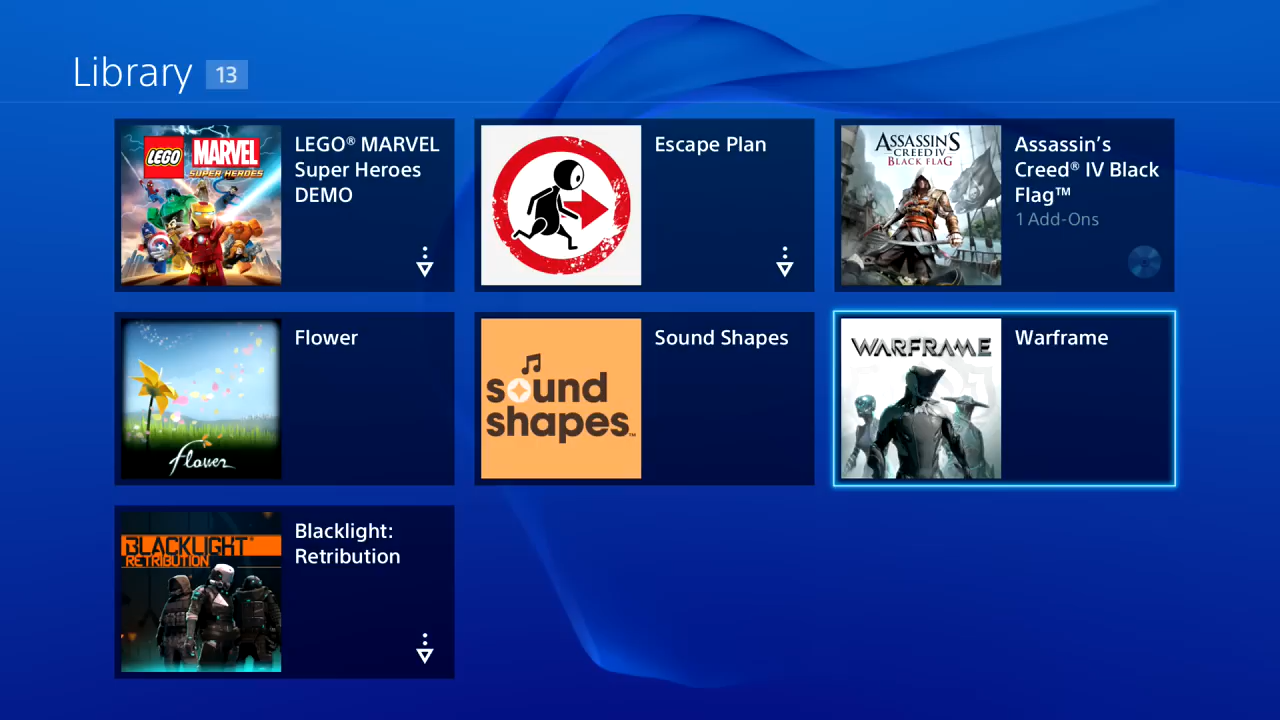 Library 13
LEGO
MARVEL
SUPER HEROES
LEGO® MARVEL
Super Heroes
DEMO
Escape Plan
ASSASSIN'S
CREED IV
BLACK FLAG
Assassin's
Creed® IV Black
Flag™
1 Add-Ons
flower
Flower
sound
shapes™
Sound Shapes
WARFRAME
Warframe
BLACKLIGHT
RETRIBUTION
Blacklight:
Retribution